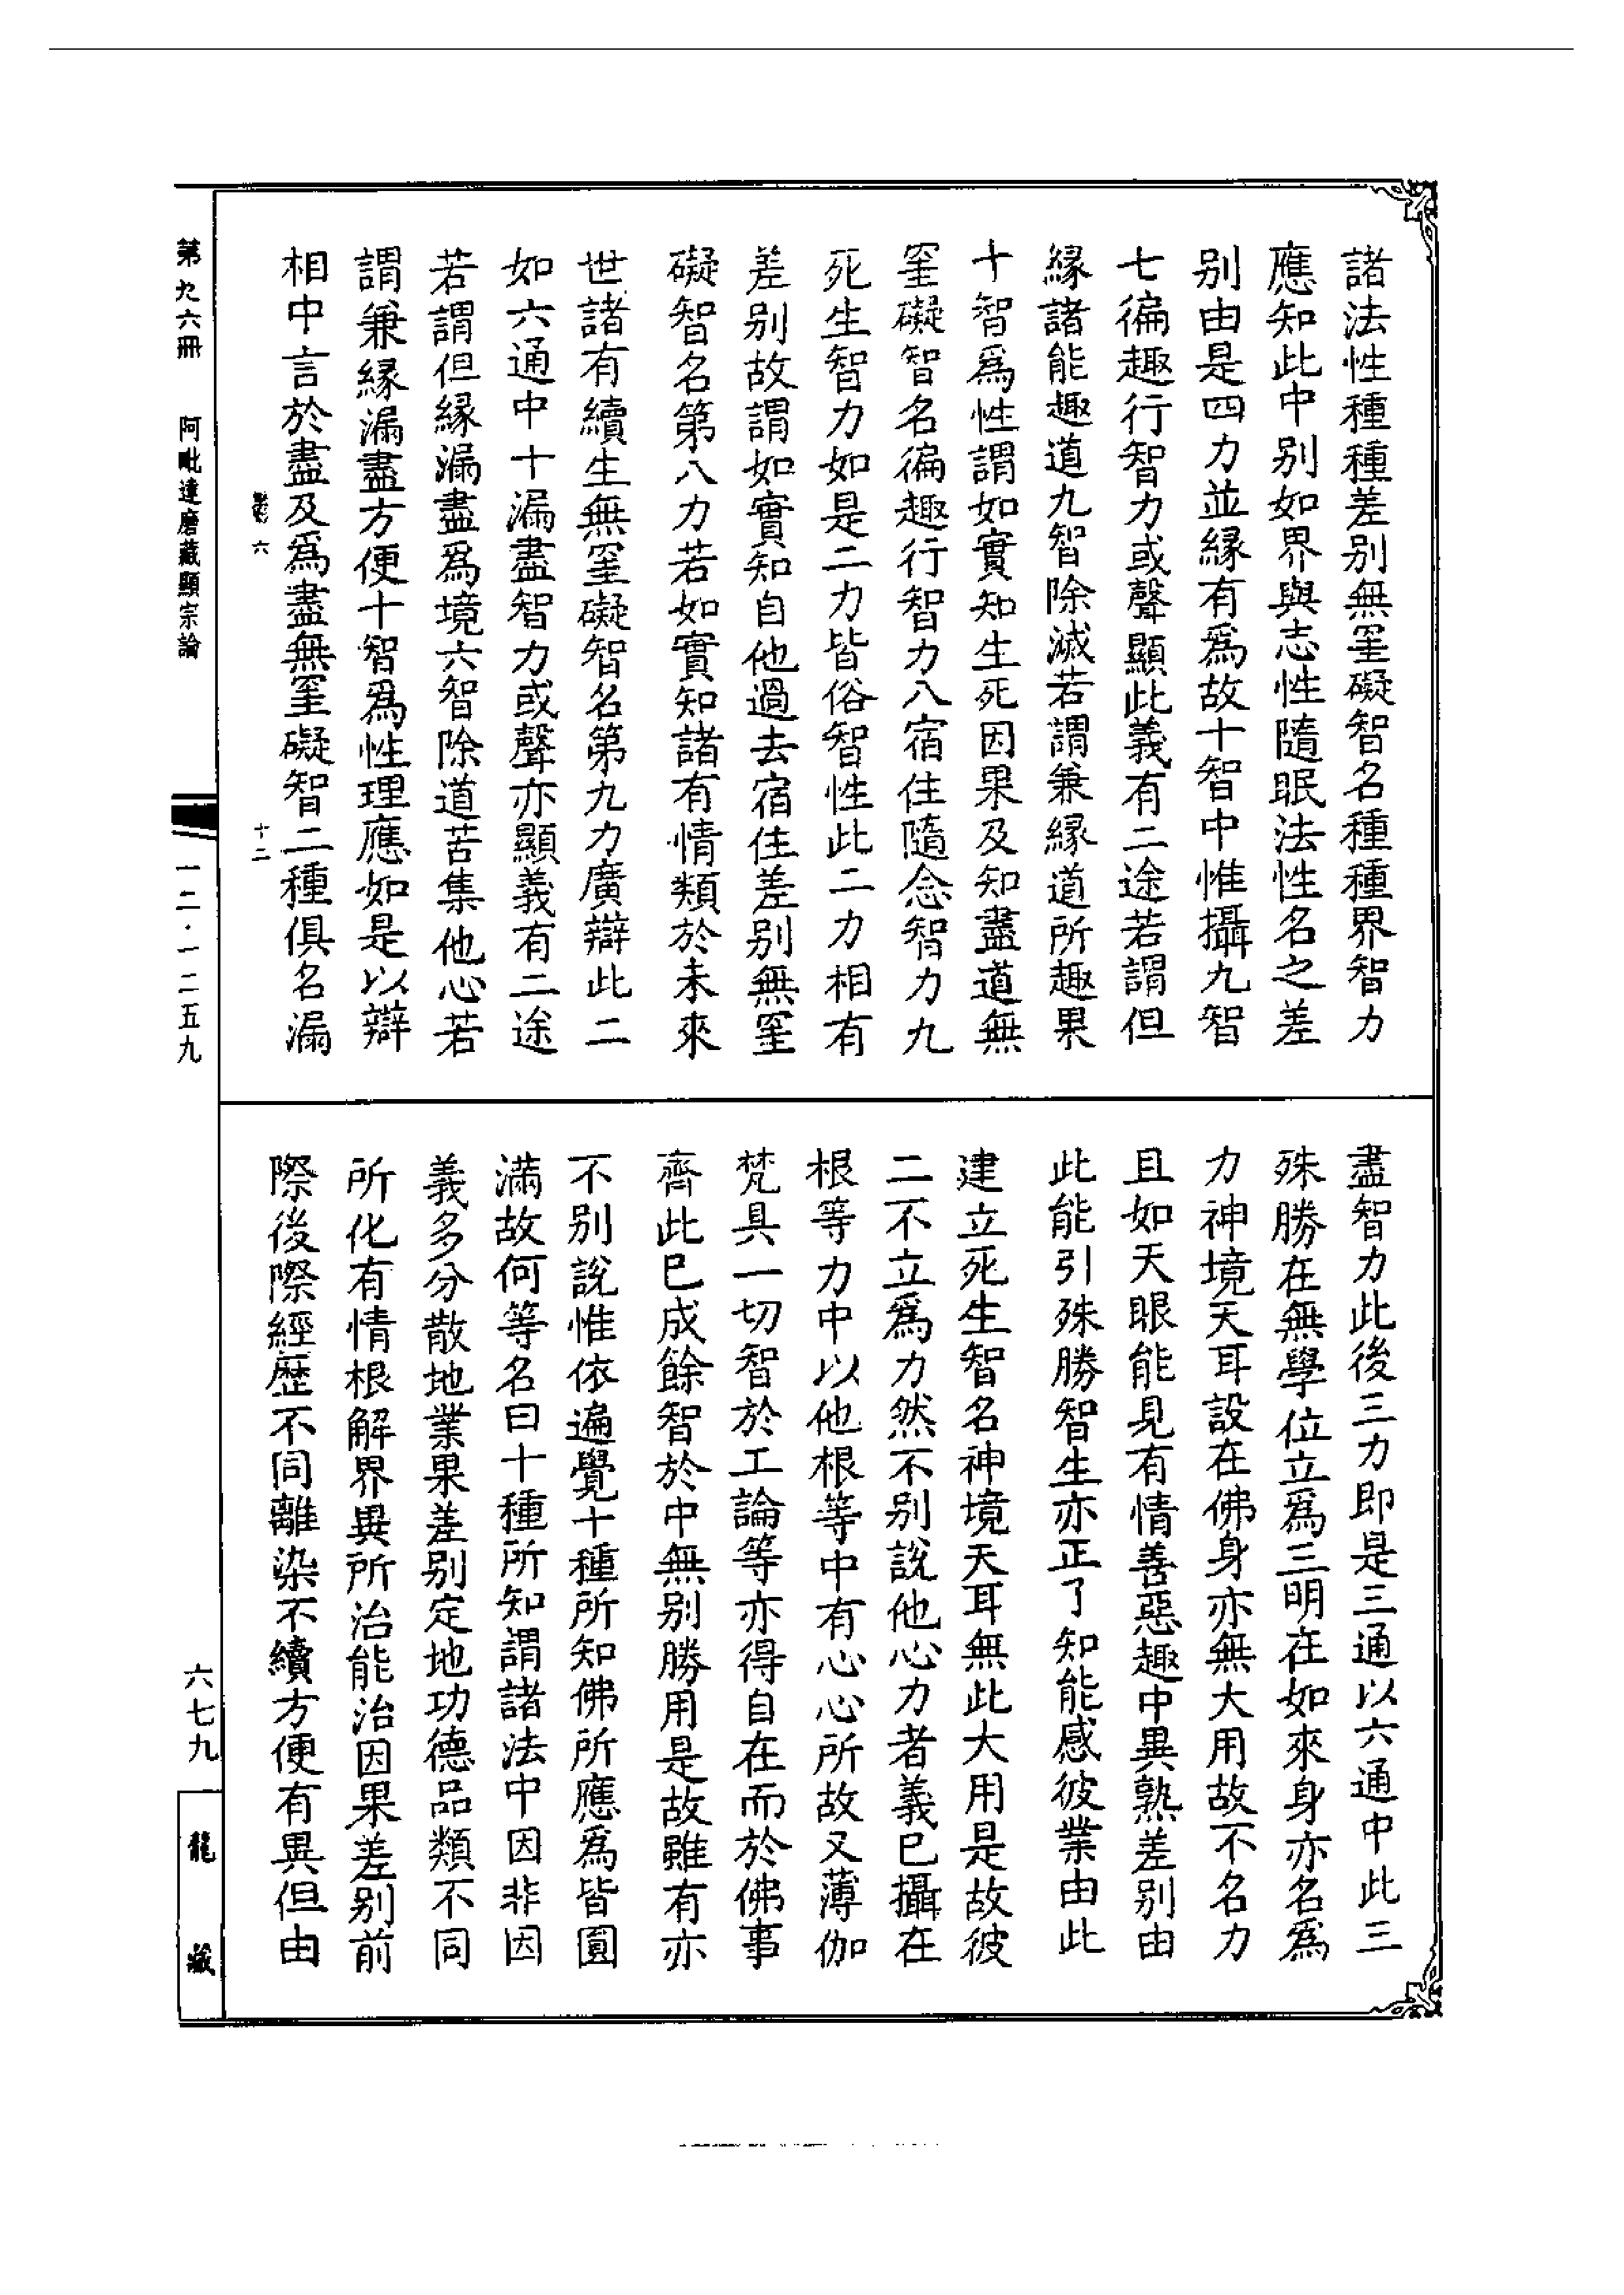 諸法性種種差别無罣礙智名種種界智力
應知此中别如界與志性隨眠法性名之差
别由是四力並緣有爲故十智中惟攝九智
七徧趣行智力或聲顯此義有二途若謂但
緣諸能趣道九智除滅若謂兼緣道所趣果
十智爲性謂如實知生死因果及知盡道無
罣礙智名徧趣行智力八宿住隨念智力九
死生智力如是二力皆俗智性此二力相有
差别故謂如實知自他過去宿住差别無罣
礙智名第八力若如實知諸有情類於未來
世諸有續生無罣礙智名第九力廣辯此二
如六通中十漏盡智力或聲亦顯義有二途
若謂但緣漏盡爲境六智除道苦集他心若
謂兼緣漏盡方便十智爲性理應如是以辯
相中言於盡及爲盡無罣礙智二種俱名漏
盡智力此後三力即是三通以六通中此三
殊勝在無學位立爲三明在如來身亦名爲
力神境天耳設在佛身亦無大用故不名力
且如天眼能見有情善惡趣中異熟差别由
此能引殊勝智生亦正了知能感彼業由此
建立死生智名神境天耳無此大用是故彼
二不立爲力然不别說他心力者義已攝在
根等力中以他根等中有心心所故又薄伽
梵具一切智於工論等亦得自在而於佛事
齊此已成餘智於中無别勝用是故雖有亦
不别說惟依遍覺十種所知佛所應爲皆圓
滿故何等名曰十種所知謂諸法中因非因
義多分散地業果差别定地功德品類不同
所化有情根解界異所治能治因果差别前
際後際經歷不同離染不續方便有異但由
六 十二
第九六冊 阿毗達磨藏顯宗論
一二·一二五九
六七九
龍藏